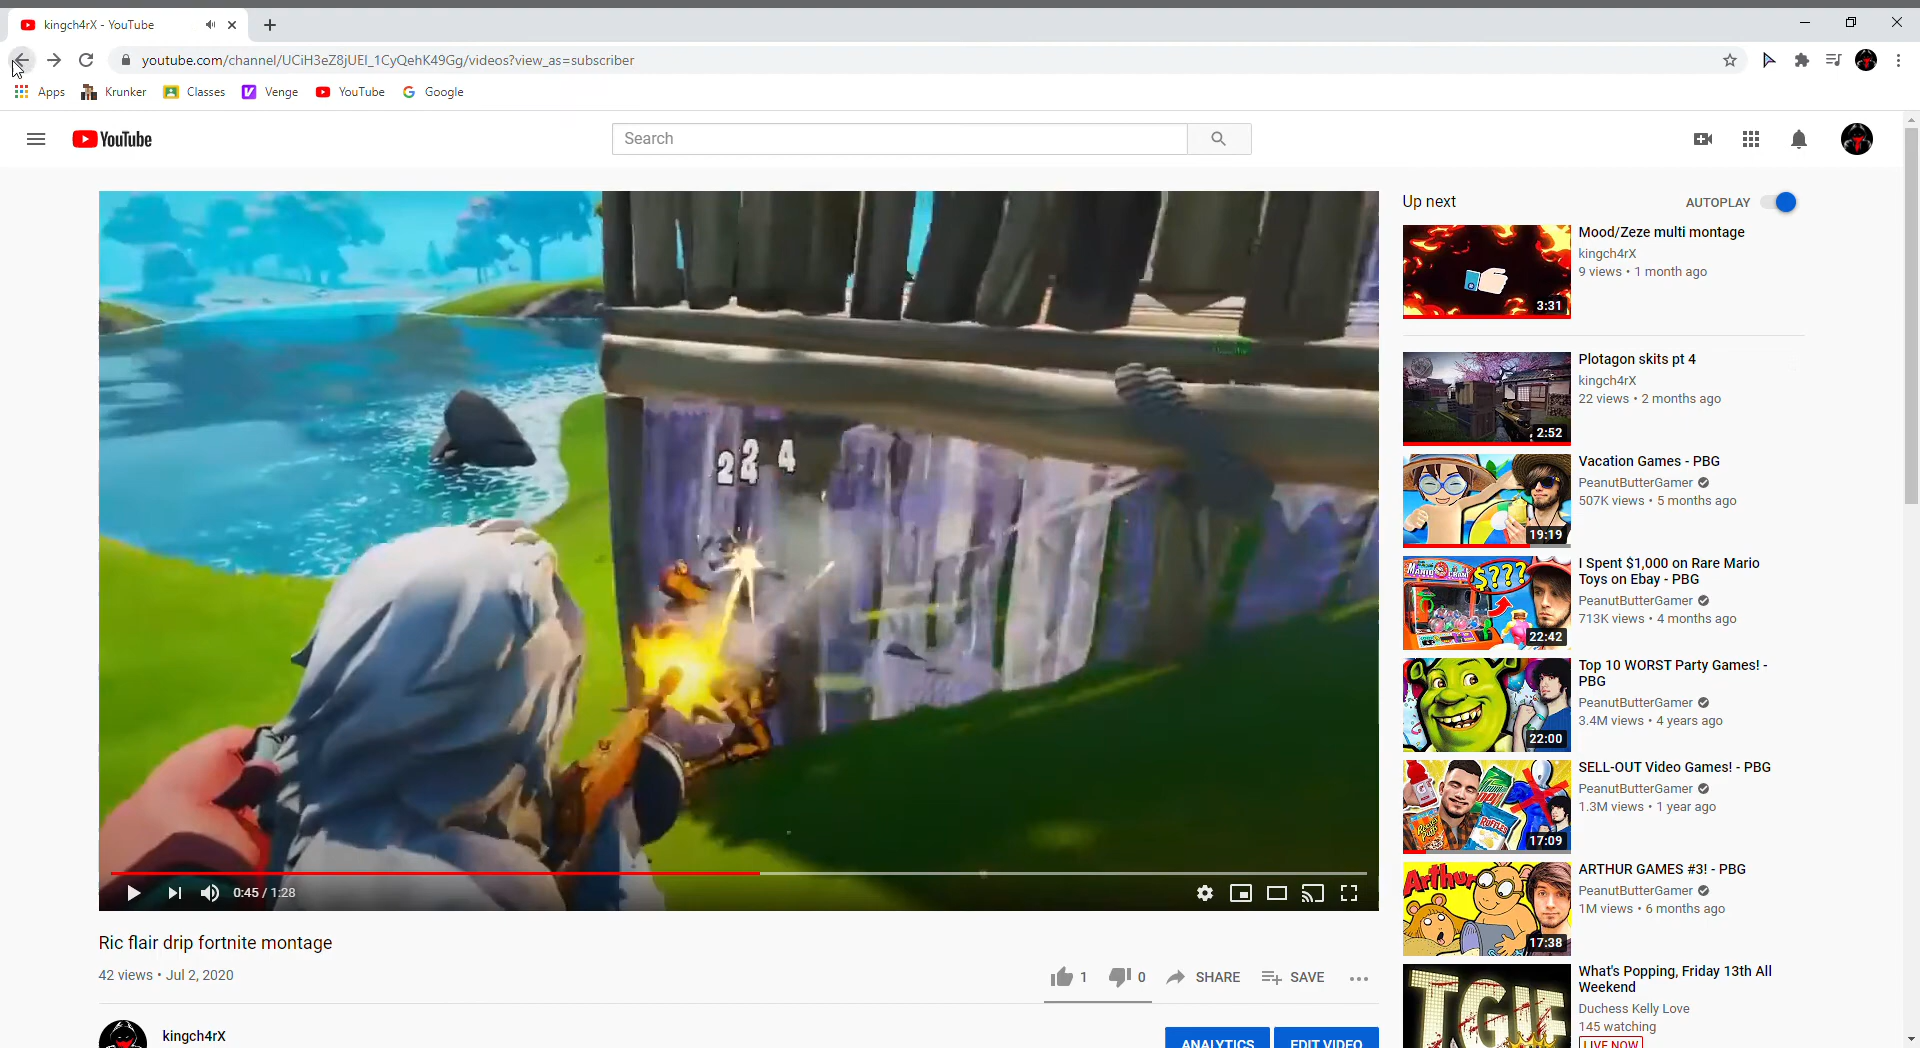 kingch4rX - YouTube
youtube.com/channel/UCiH3eZ8jUEI_1CyQehK49Gg/videos?view_as=subscriber
Apps Krunker Classes Venge YouTube Google
YouTube
Search
24 4
0:45 / 1:28
Ric flair drip fortnite montage
42 views • Jul 2, 2020
1 0 SHARE SAVE
kingch4rX
ANALYTICS EDIT VIDEO
Up next
AUTOPLAY
3:31
Mood/Zeze multi montage
kingch4rX
9 views • 1 month ago
2:52
Plotagon skits pt 4
kingch4rX
22 views • 2 months ago
19:19
Vacation Games - PBG
PeanutButterGamer
507K views • 5 months ago
$???
22:42
I Spent $1,000 on Rare Mario
Toys on Ebay - PBG
PeanutButterGamer
713K views • 4 months ago
22:00
Top 10 WORST Party Games! -
PBG
PeanutButterGamer
3.4M views • 4 years ago
RUFFLES
17:09
SELL-OUT Video Games! - PBG
PeanutButterGamer
1.3M views • 1 year ago
Arthur
17:38
ARTHUR GAMES #3! - PBG
PeanutButterGamer
1M views • 6 months ago
TGIF
What's Popping, Friday 13th All
Weekend
Duchess Kelly Love
145 watching
LIVE NOW